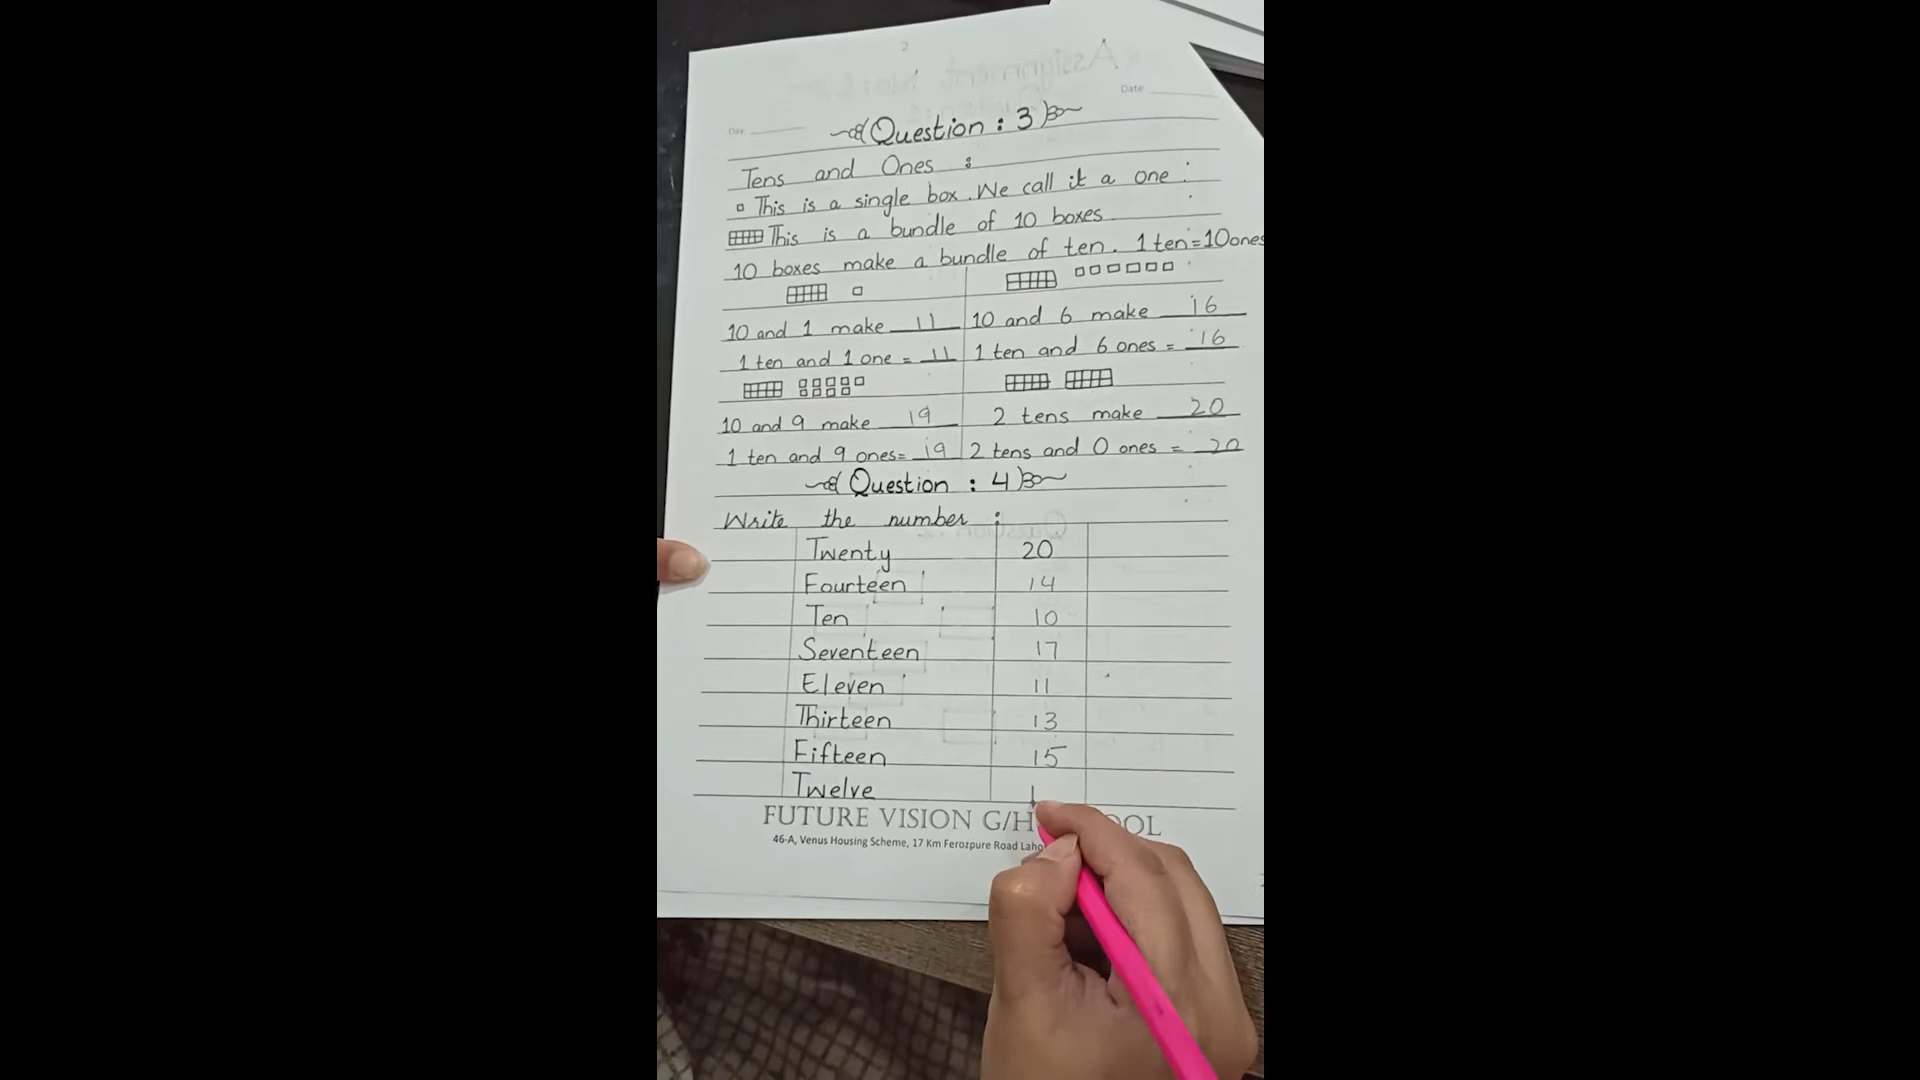 2
Day
Date
Question : 3
Tens and Ones :
This is a single box. We call it a one.
This is a bundle of 10 boxes
10 boxes make a bundle of ten. 1 ten = 10 ones
10 and 1 make 11
10 and 6 make 16
1 ten and 1 one = 11
1 ten and 6 ones = 16
10 and 9 make 19
2 tens make 20
1 ten and 9 ones = 19
2 tens and 0 ones = 20
Question : 4
Write the number :
Twenty 20
Fourteen 14
Ten 10
Seventeen 17
Eleven 11
Thirteen 13
Fifteen 15
Twelve 1
FUTURE VISION G/H
OOL
46-A, Venus Housing Scheme, 17 Km Ferozpure Road Laho